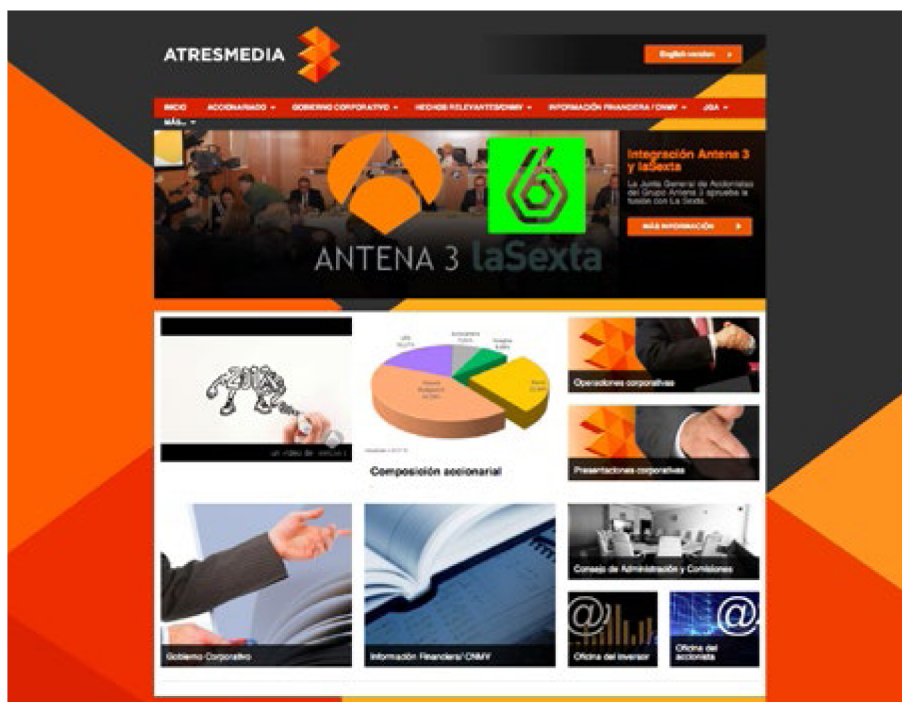 ATRESMEDIA
English version
INICIO ACCIONARIADO GOBIERNO CORPORATIVO HECHOS RELEVANTES/CNMV INFORMACIÓN FINANCIERA / CNMV JGA
MÁS...
Integración Antena 3
y laSexta
La Junta General de Accionistas
del Grupo Antena 3 aprueba la
fusión con La Sexta.
MÁS INFORMACIÓN
ANTENA 3 laSexta
Operaciones corporativas
un vídeo de
Composición accionarial
Presentaciones corporativas
Consejo de Administración y Comisiones
Gobierno Corporativo
Información Financiera/ CNMV
Oficina del inversor
Oficina del
accionista